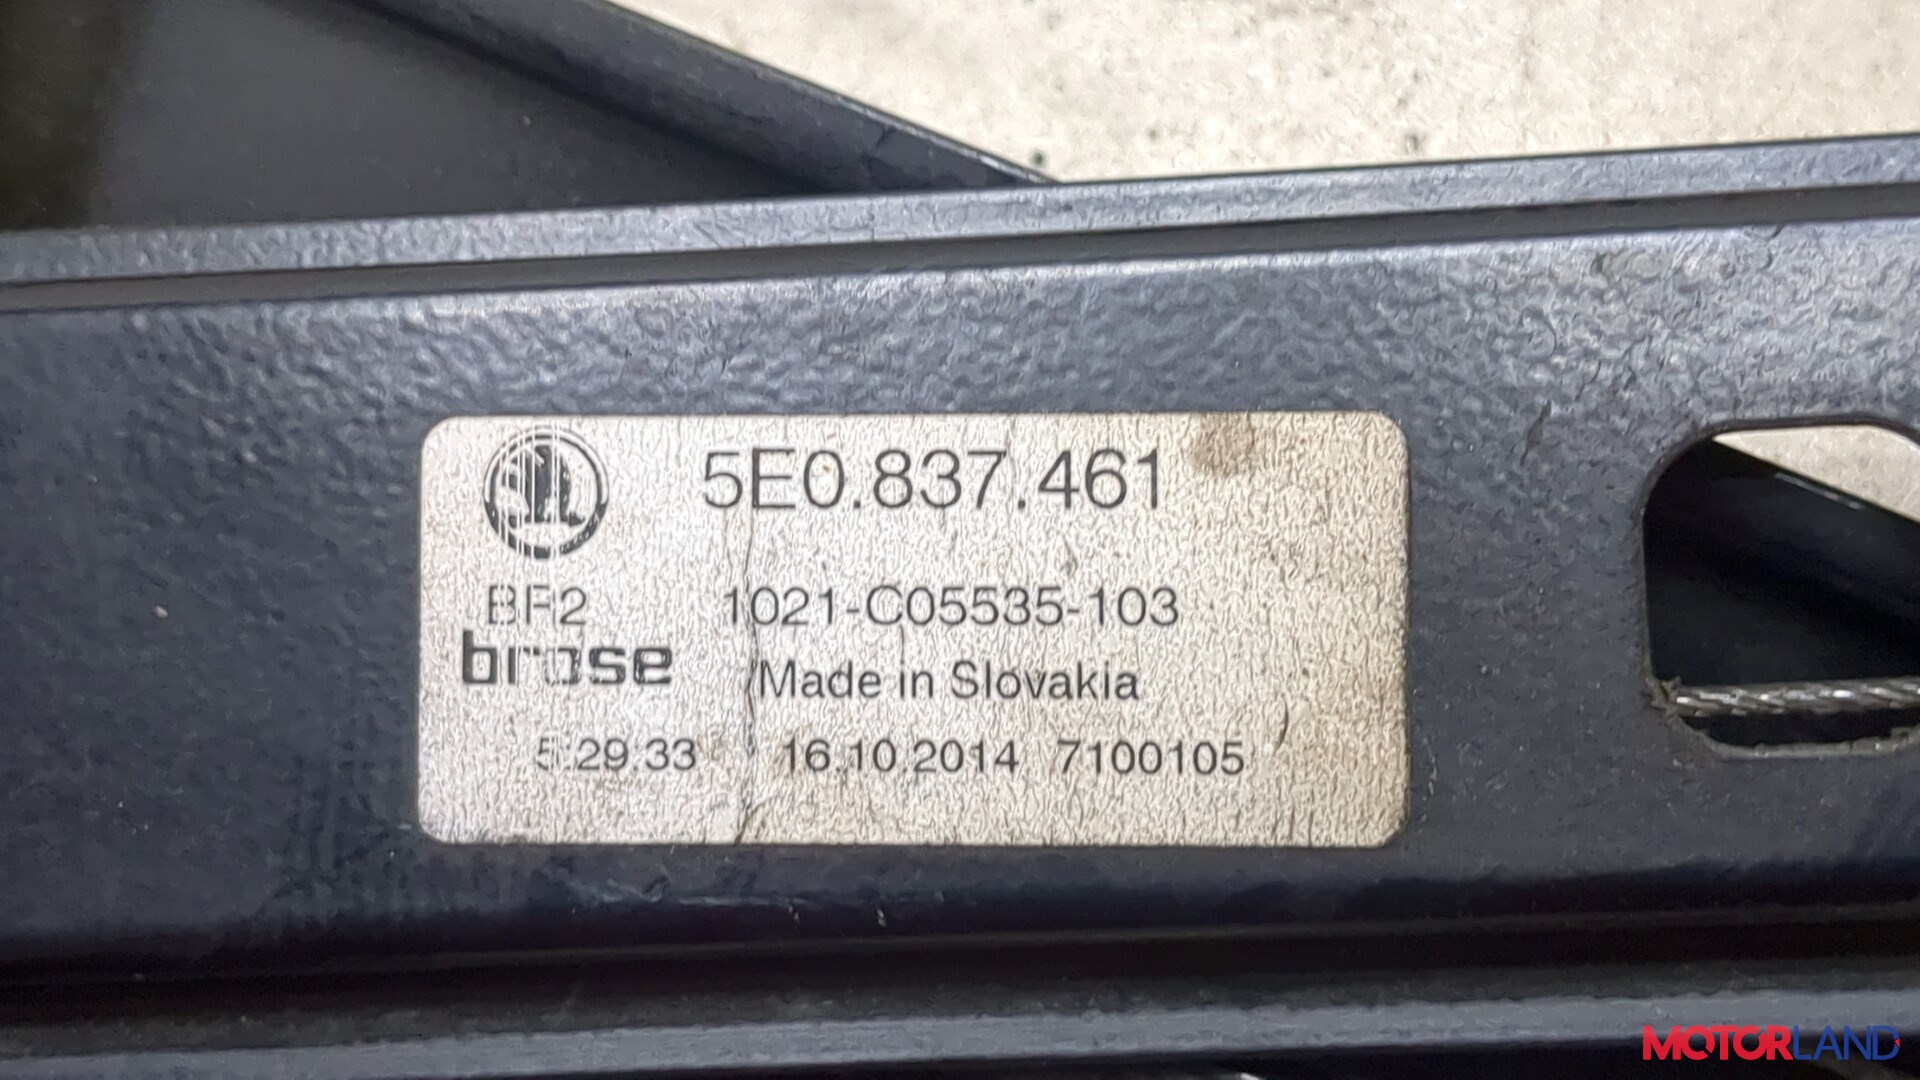 5E0.837.461
BF2 1021-C05535-103
brose Made in Slovakia
5:29:33 16.10.2014 7100105
MOTORLAND